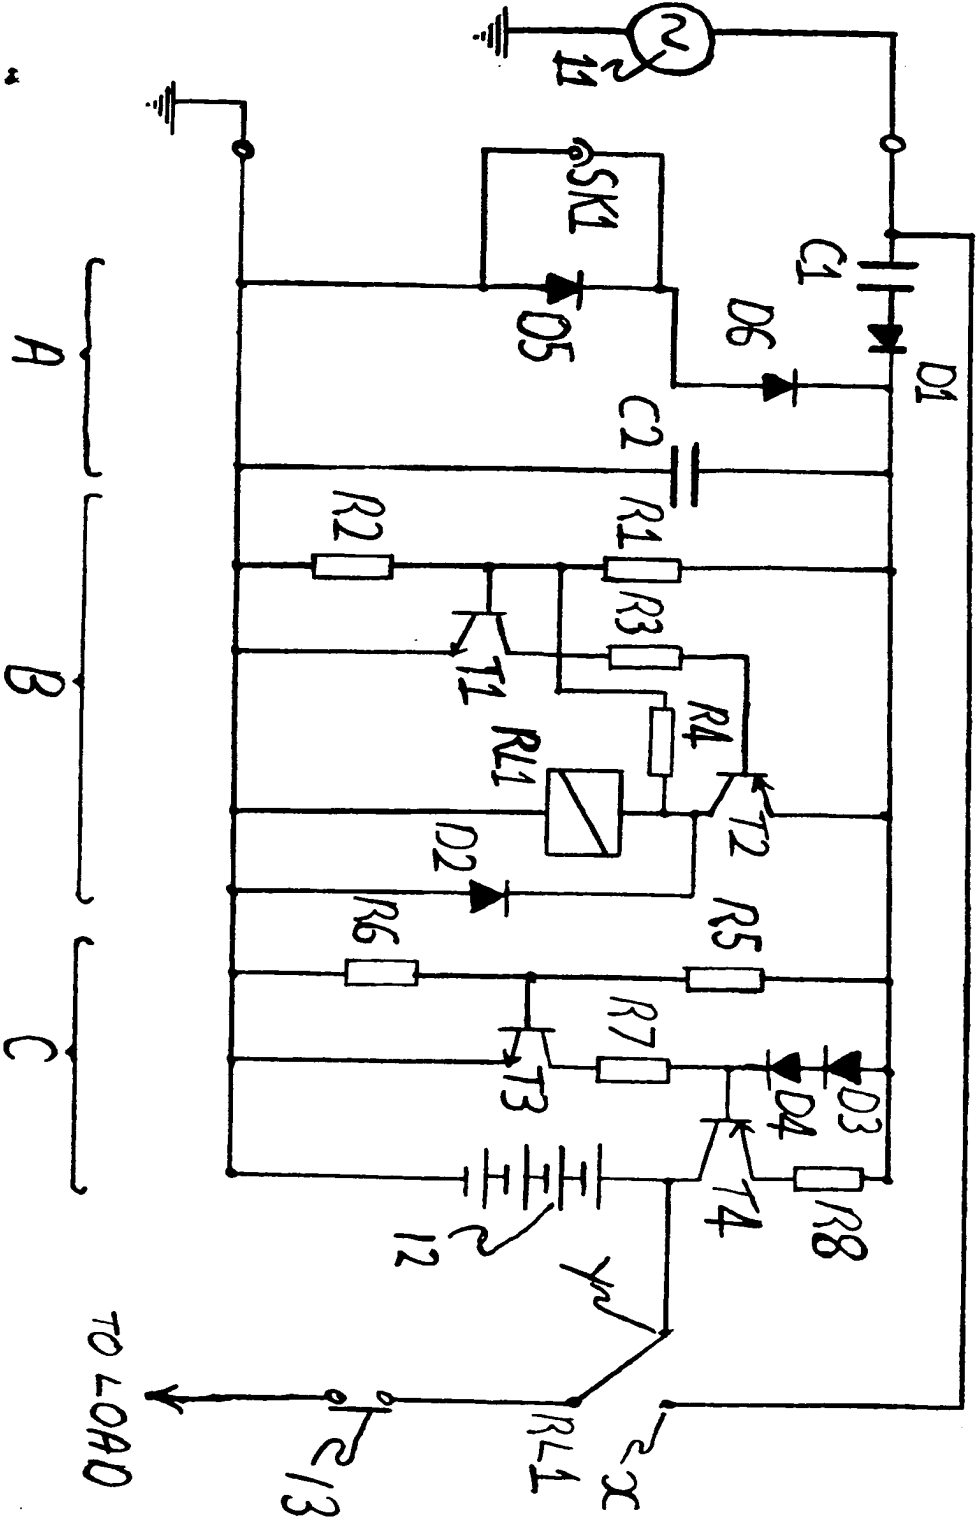 11
SK1
C1
D1
D5
D6
A
C2
R2
R1
R3
T1
R4
B
RL1
T2
D2
R6
R5
R7
C
T3
D4
D3
T4
R8
12
Y
RL1
X
13
TO LOAD